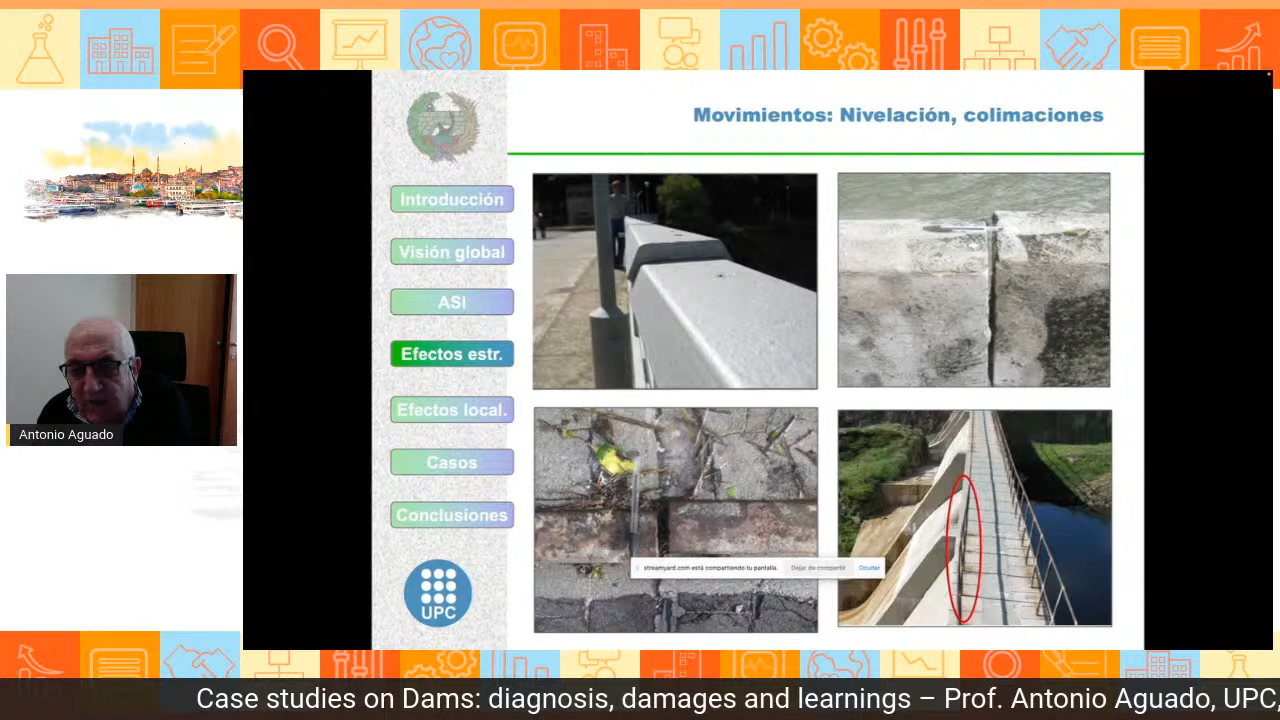 Movimientos: Nivelación, colimaciones
Introducción
Visión global
ASI
Efectos estr.
Efectos local.
Casos
Conclusiones
UPC
streamyard.com está compartiendo tu pantalla.
Dejar de compartir
Ocultar
Antonio Aguado
Case studies on Dams: diagnosis, damages and learnings – Prof. Antonio Aguado, UPC,